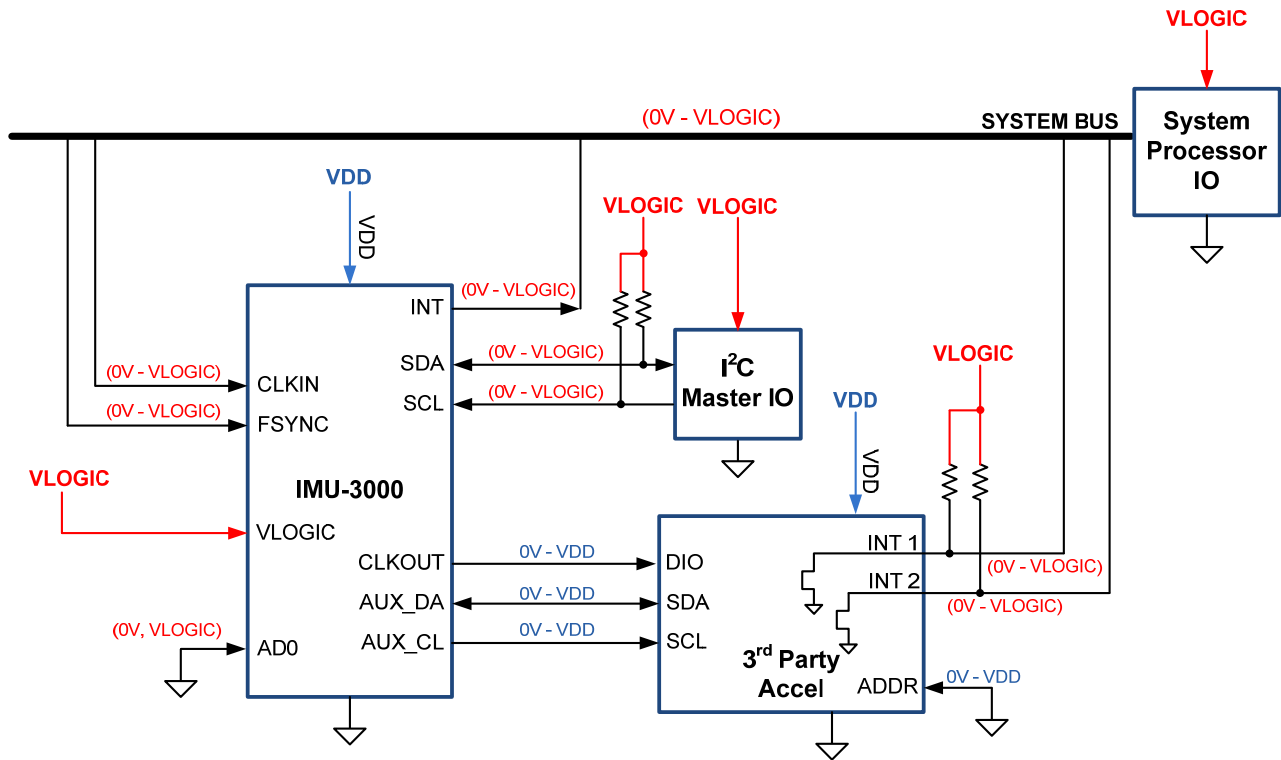 VLOGIC
(0V - VLOGIC)
SYSTEM BUS
System
Processor
IO
VDD
VDD
VLOGIC
VLOGIC
INT
(0V - VLOGIC)
(0V - VLOGIC)
CLKIN
SDA
(0V - VLOGIC)
I²C
Master IO
(0V - VLOGIC)
FSYNC
SCL
(0V - VLOGIC)
VLOGIC
VDD
VDD
VLOGIC
IMU-3000
VLOGIC
CLKOUT
0V - VDD
DIO
INT 1
(0V - VLOGIC)
AUX_DA
0V - VDD
SDA
INT 2
(0V - VLOGIC)
(0V, VLOGIC)
AD0
AUX_CL
0V - VDD
SCL
3rd Party
Accel
ADDR
0V - VDD